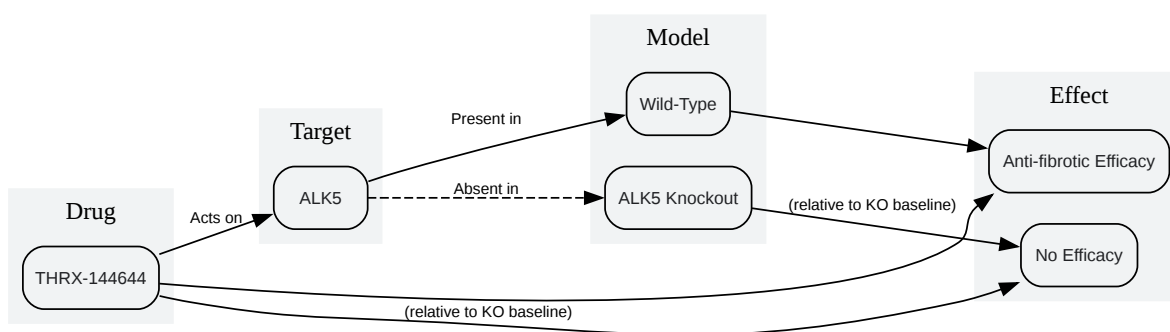 Model
Effect
Wild-Type
Target
Present in
Anti-fibrotic Efficacy
ALK5
Absent in
ALK5 Knockout
(relative to KO baseline)
Drug
Acts on
No Efficacy
THRX-144644
(relative to KO baseline)